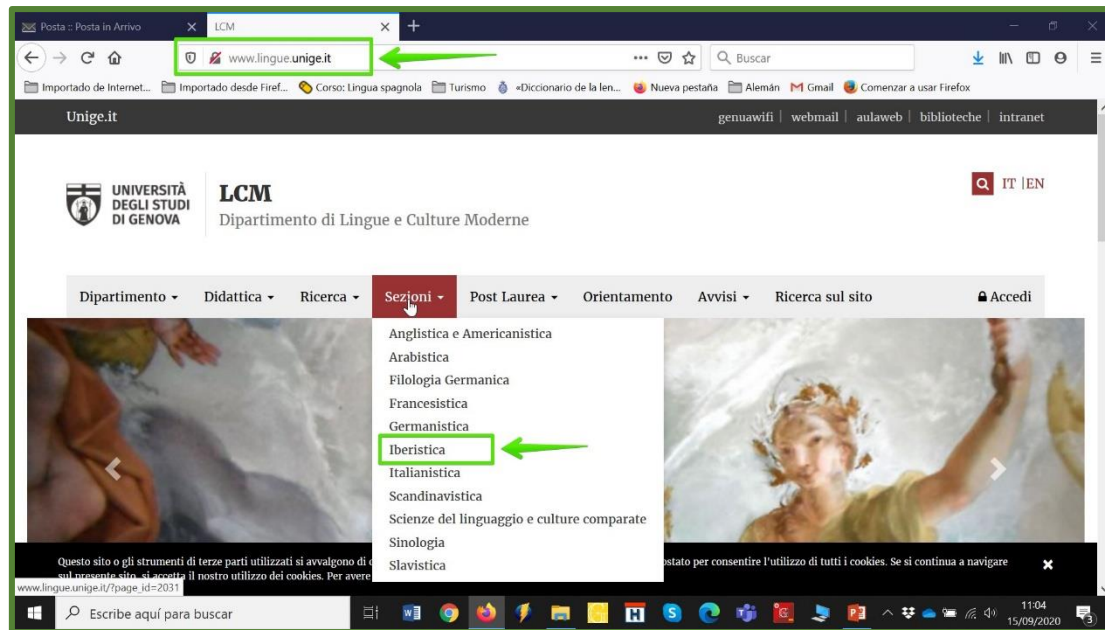 Posta :: Posta in Arrivo
LCM
www.lingue.unige.it
Buscar
Importado de Internet...
Importado desde Firef...
Corso: Lingua spagnola
Turismo
«Diccionario de la len...
Nueva pestaña
Alemán
Gmail
Comenzar a usar Firefox
Unige.it
genuawifi | webmail | aulaweb | biblioteche | intranet
UNIVERSITÀ
DEGLI STUDI
DI GENOVA
LCM
Dipartimento di Lingue e Culture Moderne
IT |EN
Dipartimento
Didattica
Ricerca
Sezioni
Post Laurea
Orientamento
Avvisi
Ricerca sul sito
Accedi
Anglistica e Americanistica
Arabistica
Filologia Germanica
Francesistica
Germanistica
Iberistica
Italianistica
Scandinavistica
Scienze del linguaggio e culture comparate
Sinologia
Slavistica
Questo sito o gli strumenti di terze parti utilizzati si avvalgono di
ostato per consentire l'utilizzo di tutti i cookies. Se si continua a navigare
sul presente sito, si accetta il nostro utilizzo dei cookies. Per avere
www.lingue.unige.it/?page_id=2031
Escribe aquí para buscar
11:04
15/09/2020